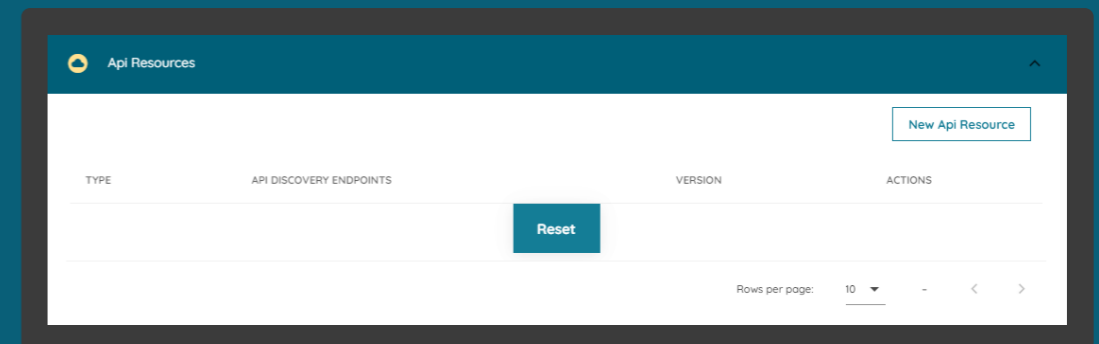 Api Resources
New Api Resource
TYPE API DISCOVERY ENDPOINTS VERSION ACTIONS
Reset
Rows per page: 10 –